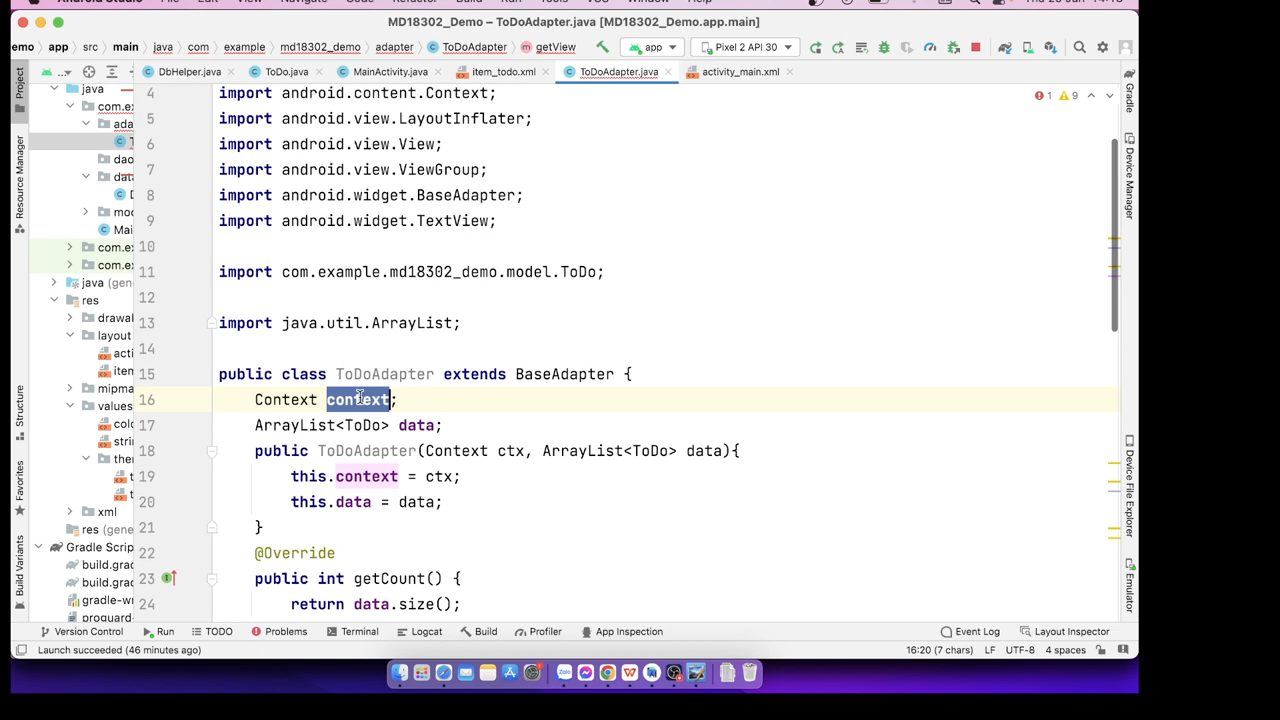 MD18302_Demo – ToDoAdapter.java [MD18302_Demo.app.main]
emo app src main java com example md18302_demo adapter ToDoAdapter getView app Pixel 2 API 30
DbHelper.java ToDo.java MainActivity.java item_todo.xml ToDoAdapter.java activity_main.xml
Project
Resource Manager
Structure
Favorites
Build Variants
java
com.ex
ada
dao
data
D
mod
Mai
com.ex
com.ex
java (gen
res
drawal
layout
acti
item
mipma
values
colo
strin
them
t
t
xml
res (gene
Gradle Scrip
build.grad
build.grad
gradle-wr
proguard-
1 9
4 import android.content.Context;
5 import android.view.LayoutInflater;
6 import android.view.View;
7 import android.view.ViewGroup;
8 import android.widget.BaseAdapter;
9 import android.widget.TextView;
10
11 import com.example.md18302_demo.model.ToDo;
12
13 import java.util.ArrayList;
14
15 public class ToDoAdapter extends BaseAdapter {
16 Context context;
17 ArrayList<ToDo> data;
18 public ToDoAdapter(Context ctx, ArrayList<ToDo> data){
19 this.context = ctx;
20 this.data = data;
21 }
22 @Override
23 public int getCount() {
24 return data.size();
Gradle
Device Manager
Device File Explorer
Emulator
Version Control Run TODO Problems Terminal Logcat Build Profiler App Inspection Event Log Layout Inspector
Launch succeeded (46 minutes ago) 16:20 (7 chars) LF UTF-8 4 spaces
Zalo